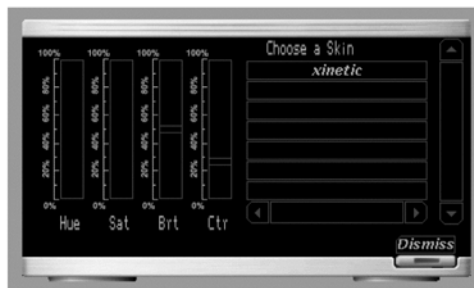 Choose a Skin
xinetic
100% 100% 100% 100%
80% 80% 80% 80%
60% 60% 60% 60%
40% 40% 40% 40%
20% 20% 20% 20%
0% 0% 0% 0%
Hue Sat Brt Ctr
Dismiss